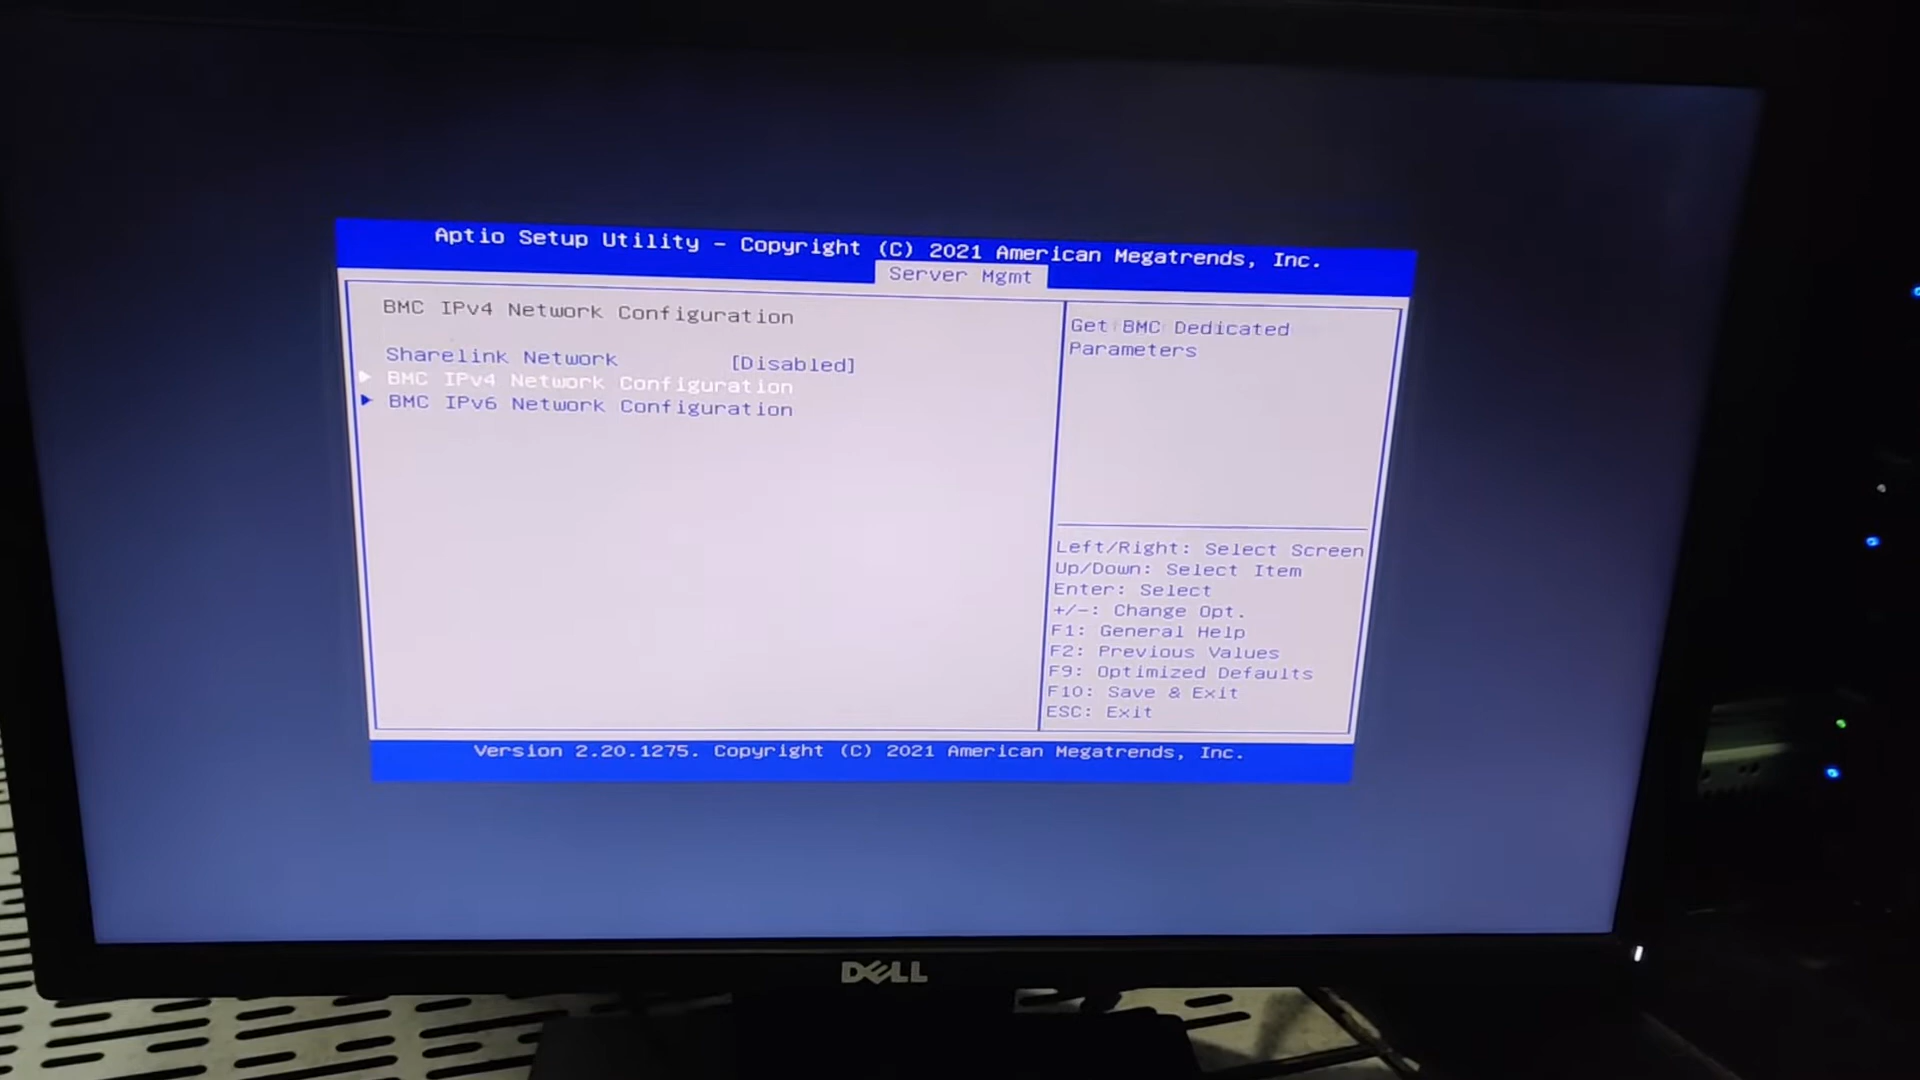 Aptio Setup Utility - Copyright (C) 2021 American Megatrends, Inc.
Server Mgmt
BMC IPv4 Network Configuration
Sharelink Network [Disabled]
BMC IPv4 Network Configuration
BMC IPv6 Network Configuration
Get BMC Dedicated
Parameters
Left/Right: Select Screen
Up/Down: Select Item
Enter: Select
+/-: Change Opt.
F1: General Help
F2: Previous Values
F9: Optimized Defaults
F10: Save & Exit
ESC: Exit
Version 2.20.1275. Copyright (C) 2021 American Megatrends, Inc.
DELL